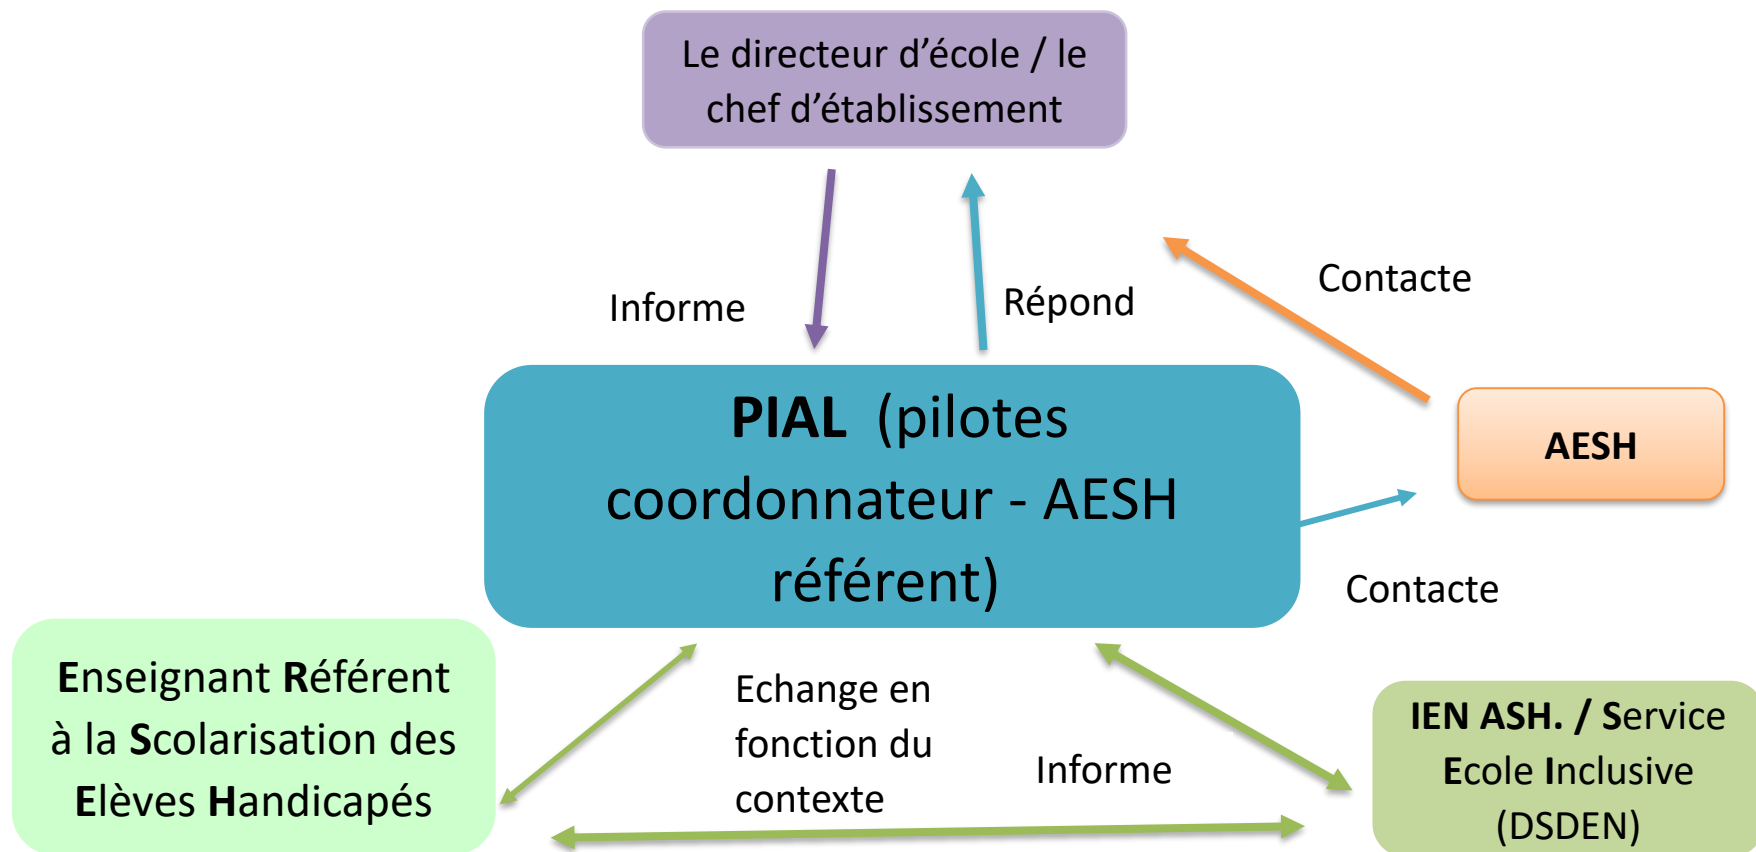 Le directeur d’école / le
chef d’établissement
Contacte
Informe
Répond
PIAL (pilotes
coordonnateur - AESH
référent)
AESH
Contacte
Enseignant Référent
à la Scolarisation des
Elèves Handicapés
Echange en
fonction du
contexte
Informe
IEN ASH. / Service
Ecole Inclusive
(DSDEN)